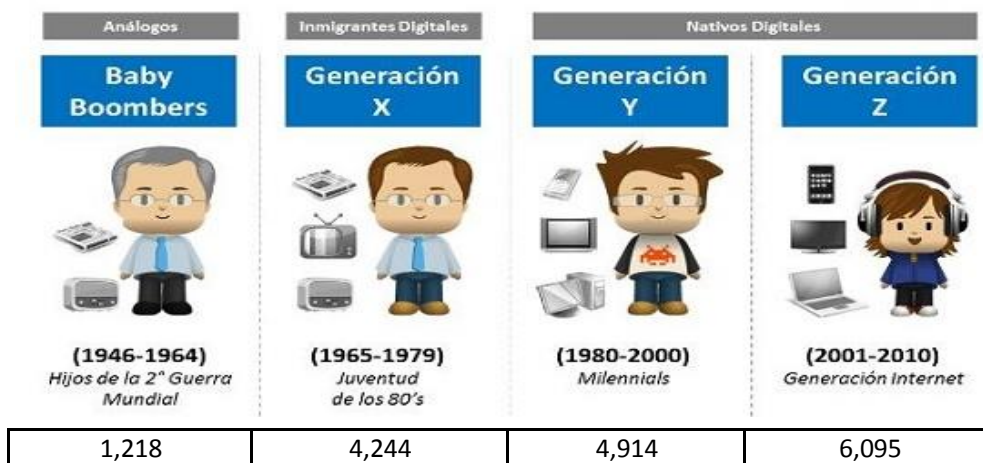 Análogos
Inmigrantes Digitales
Nativos Digitales
Baby
Boombers
Generación
X
Generación
Y
Generación
Z
(1946-1964)
Hijos de la 2° Guerra
Mundial
(1965-1979)
Juventud
de los 80's
(1980-2000)
Milennials
(2001-2010)
Generación Internet
1,218
4,244
4,914
6,095